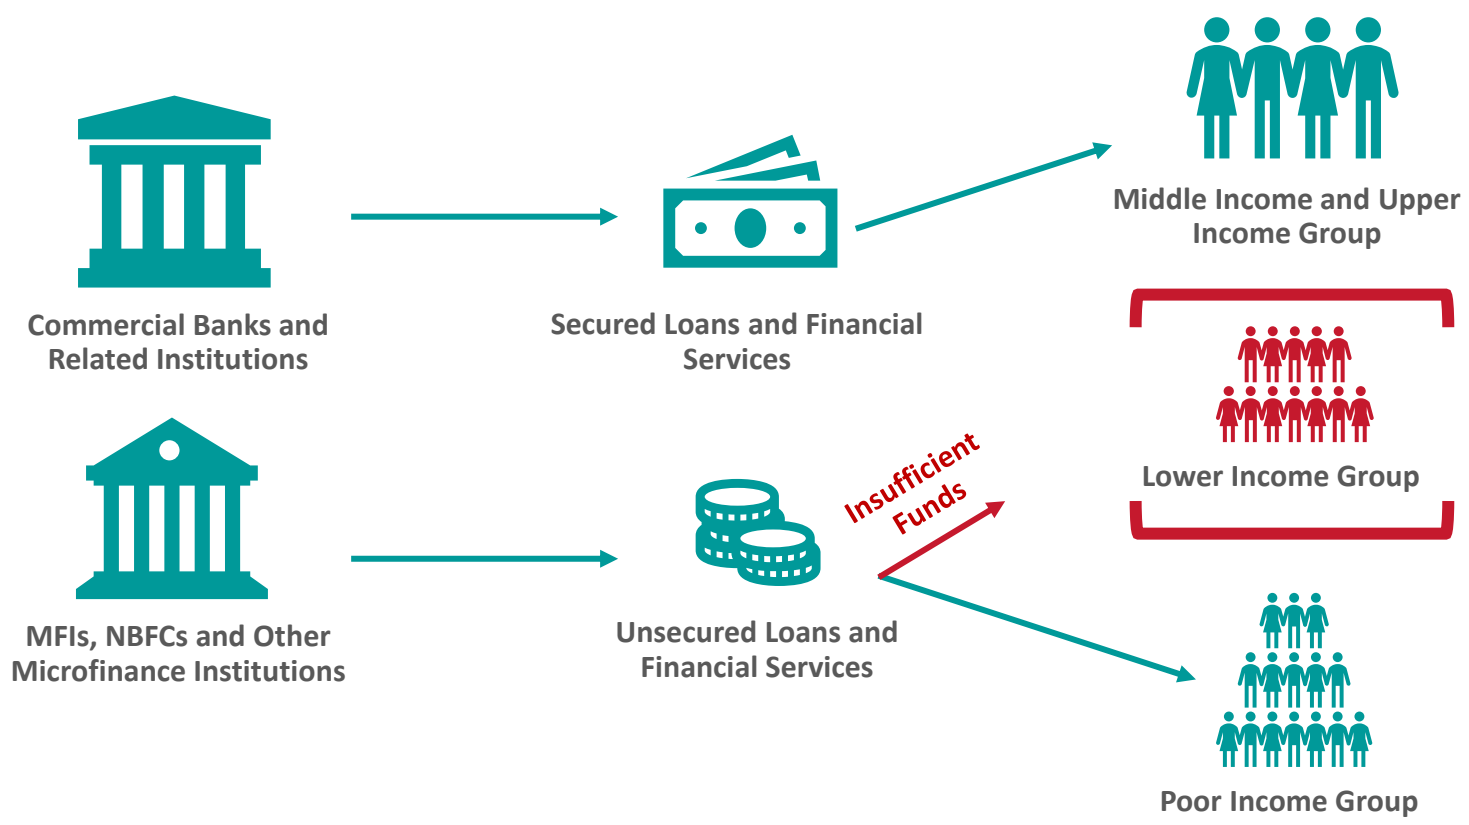 Middle Income and Upper
Income Group
Commercial Banks and
Related Institutions
Secured Loans and Financial
Services
Lower Income Group
Insufficient
Funds
MFIs, NBFCs and Other
Microfinance Institutions
Unsecured Loans and
Financial Services
Poor Income Group